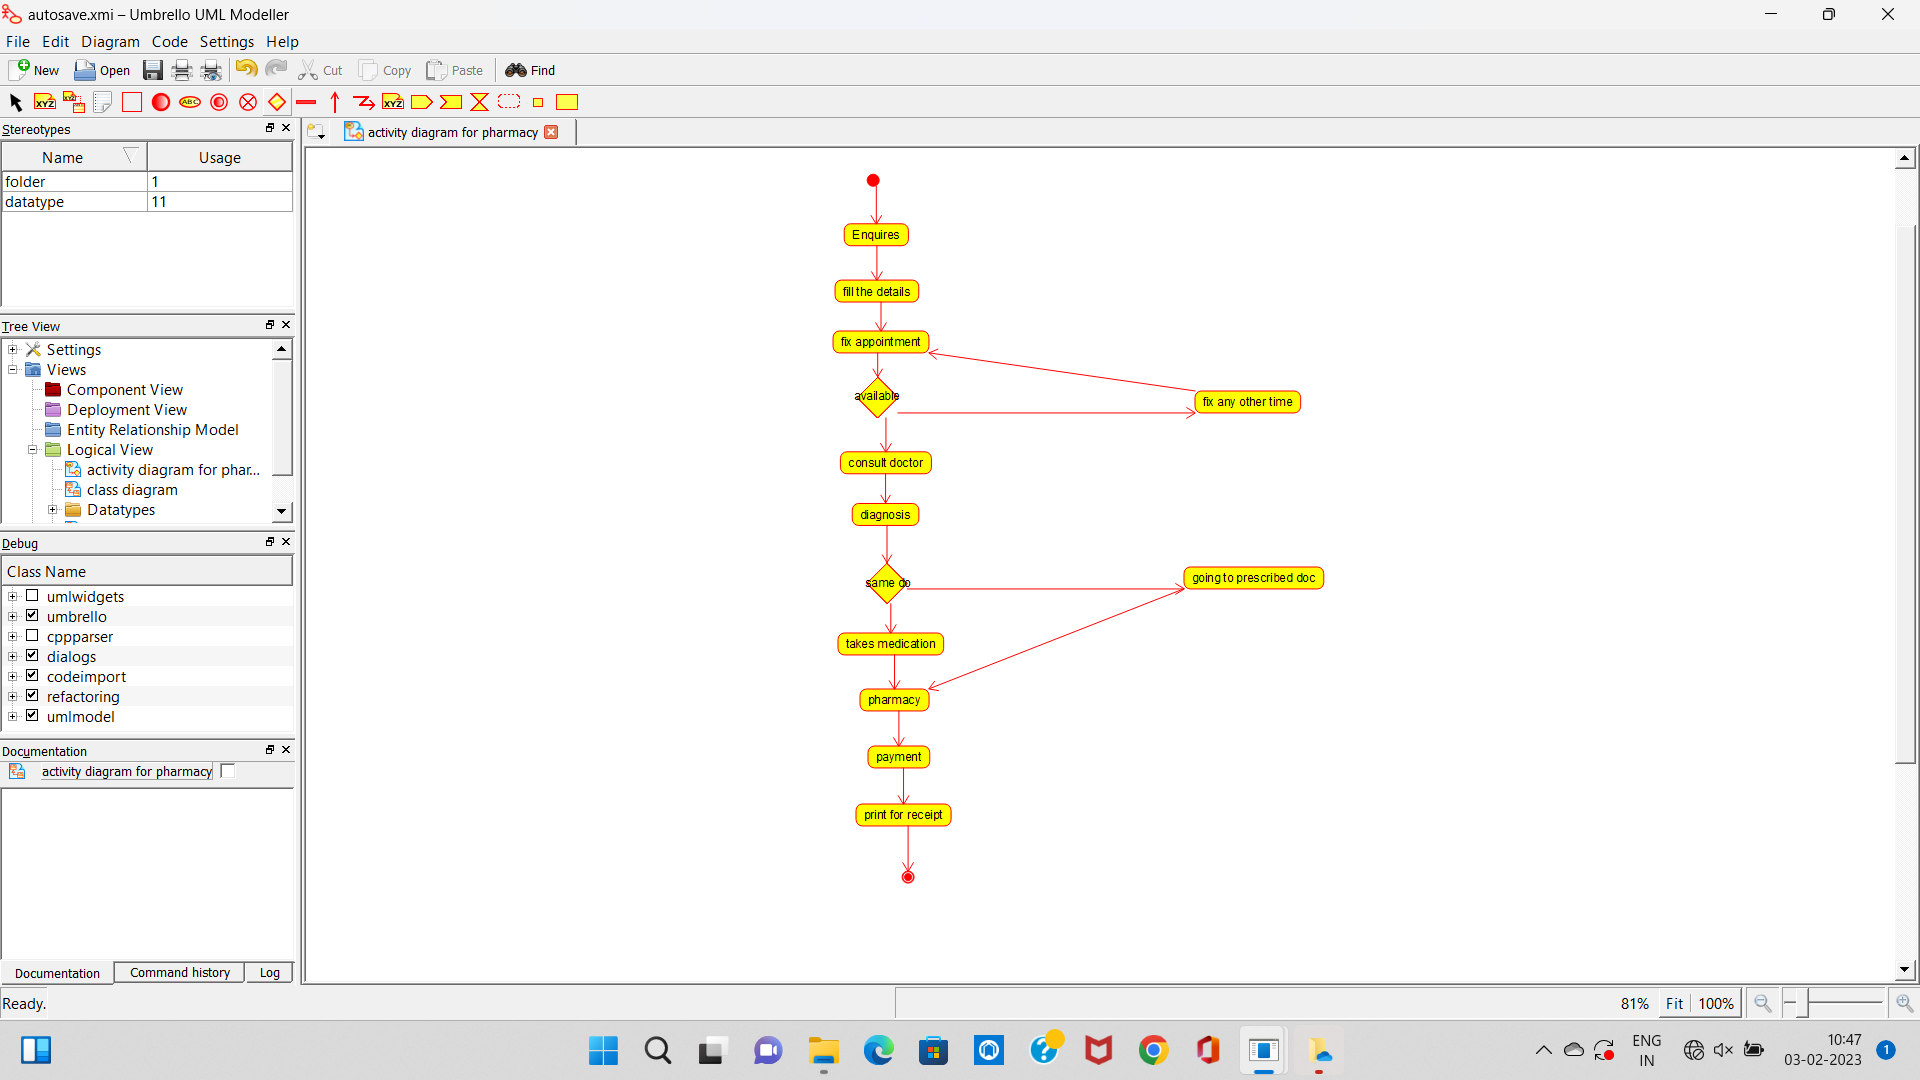 autosave.xmi – Umbrello UML Modeller
File Edit Diagram Code Settings Help
New Open Cut Copy Paste Find
XYZ XYZ ABC XYZ
Stereotypes
activity diagram for pharmacy
Name Usage
folder 1
datatype 11
Tree View
Settings
Views
Component View
Deployment View
Entity Relationship Model
Logical View
activity diagram for phar...
class diagram
Datatypes
Debug
Class Name
umlwidgets
umbrello
cppparser
dialogs
codeimport
refactoring
umlmodel
Documentation
activity diagram for pharmacy
Documentation Command history Log
Enquires
fill the details
fix appointment
available
fix any other time
consult doctor
diagnosis
same do
going to prescribed doc
takes medication
pharmacy
payment
print for receipt
Ready.
81% Fit 100%
ENG
IN
10:47
03-02-2023
1